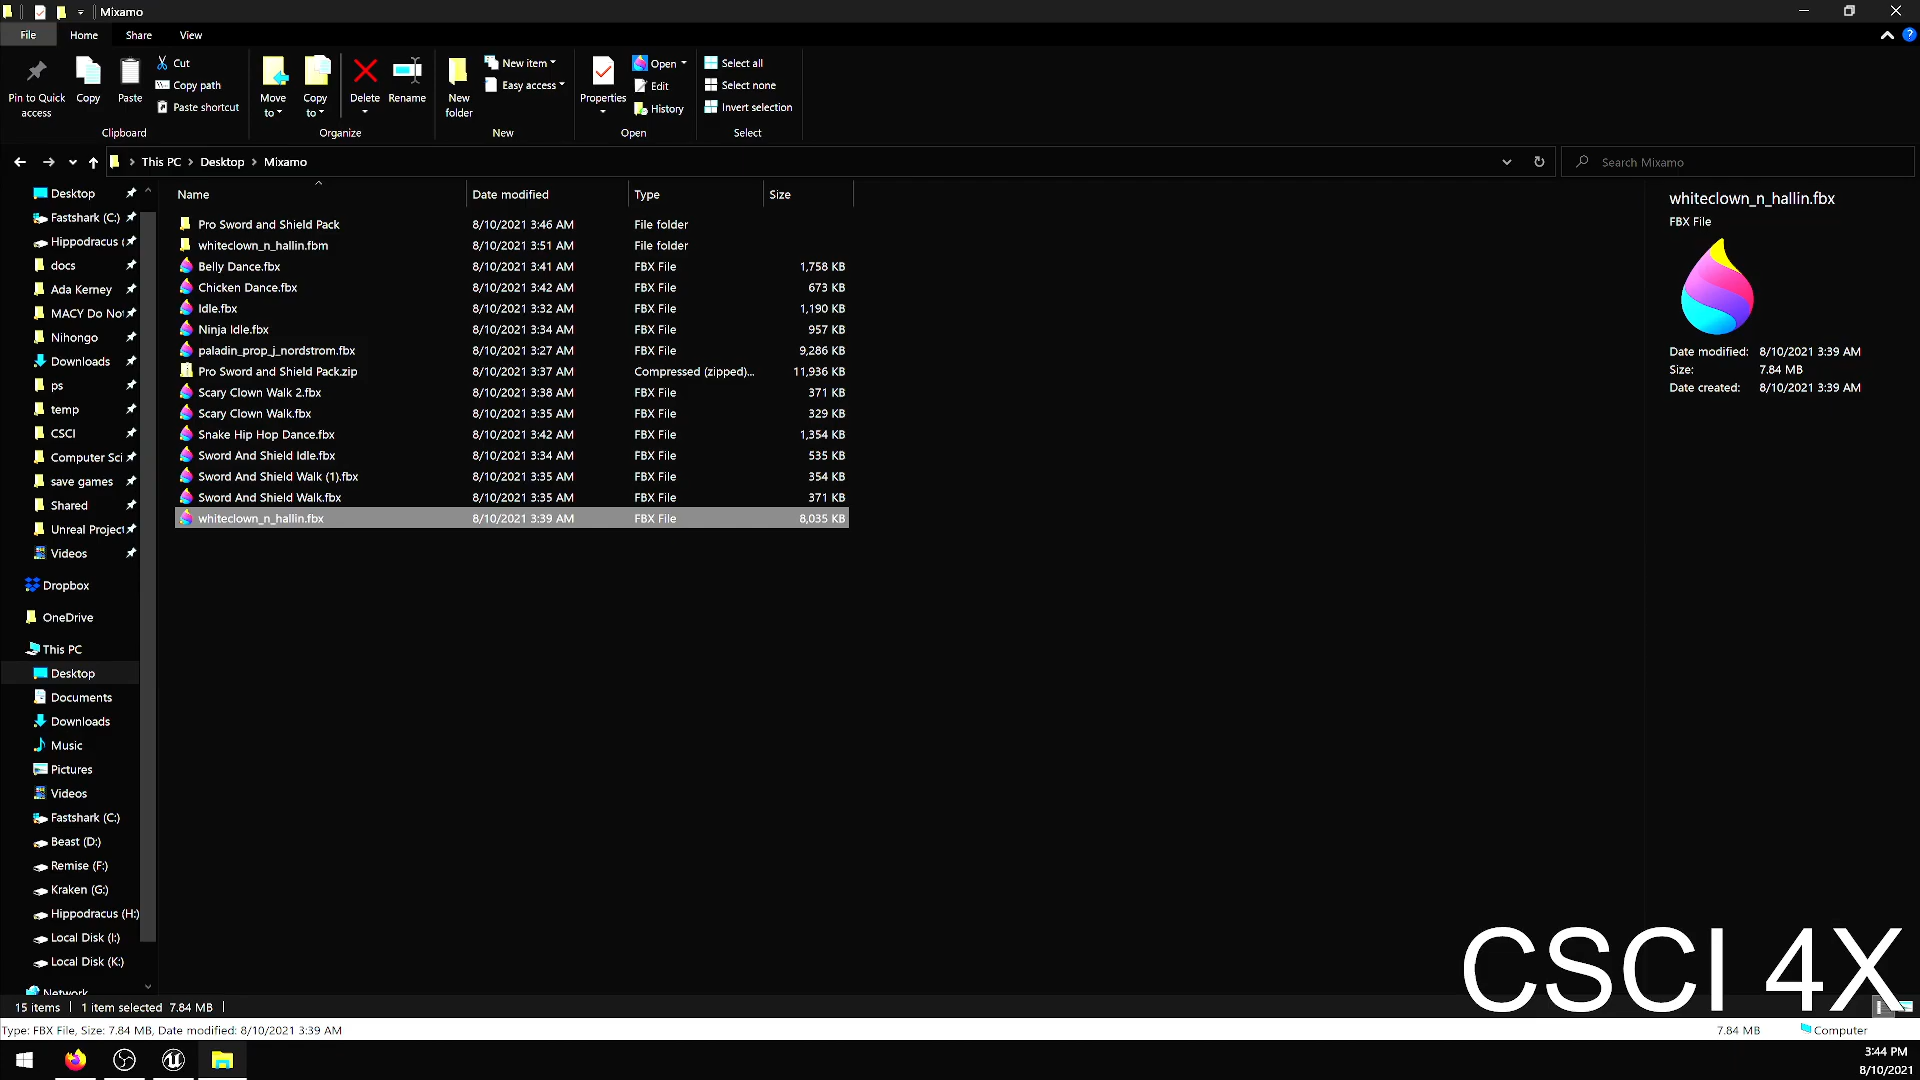 Mixamo
File Home Share View
Pin to Quick access
Copy
Paste
Cut
Copy path
Paste shortcut
Clipboard
Move to
Copy to
Delete
Rename
Organize
New folder
New item
Easy access
New
Properties
Open
Edit
History
Open
Select all
Select none
Invert selection
Select
This PC > Desktop > Mixamo
Search Mixamo
Desktop
Fastshark (C:)
Hippodracus (
docs
Ada Kerney
MACY Do Not
Nihongo
Downloads
ps
temp
CSCI
Computer Sci
save games
Shared
Unreal Project
Videos
Dropbox
OneDrive
This PC
Desktop
Documents
Downloads
Music
Pictures
Videos
Fastshark (C:)
Beast (D:)
Remise (F:)
Kraken (G:)
Hippodracus (H:)
Local Disk (I:)
Local Disk (K:)
Network
Name Date modified Type Size
Pro Sword and Shield Pack 8/10/2021 3:46 AM File folder
whiteclown_n_hallin.fbm 8/10/2021 3:51 AM File folder
Belly Dance.fbx 8/10/2021 3:41 AM FBX File 1,758 KB
Chicken Dance.fbx 8/10/2021 3:42 AM FBX File 673 KB
Idle.fbx 8/10/2021 3:32 AM FBX File 1,190 KB
Ninja Idle.fbx 8/10/2021 3:34 AM FBX File 957 KB
paladin_prop_j_nordstrom.fbx 8/10/2021 3:27 AM FBX File 9,286 KB
Pro Sword and Shield Pack.zip 8/10/2021 3:37 AM Compressed (zipped)... 11,936 KB
Scary Clown Walk 2.fbx 8/10/2021 3:38 AM FBX File 371 KB
Scary Clown Walk.fbx 8/10/2021 3:35 AM FBX File 329 KB
Snake Hip Hop Dance.fbx 8/10/2021 3:42 AM FBX File 1,354 KB
Sword And Shield Idle.fbx 8/10/2021 3:34 AM FBX File 535 KB
Sword And Shield Walk (1).fbx 8/10/2021 3:35 AM FBX File 354 KB
Sword And Shield Walk.fbx 8/10/2021 3:35 AM FBX File 371 KB
whiteclown_n_hallin.fbx 8/10/2021 3:39 AM FBX File 8,035 KB
whiteclown_n_hallin.fbx
FBX File
Date modified: 8/10/2021 3:39 AM
Size: 7.84 MB
Date created: 8/10/2021 3:39 AM
CSCI 4X
15 items 1 item selected 7.84 MB
Type: FBX File, Size: 7.84 MB, Date modified: 8/10/2021 3:39 AM 7.84 MB Computer
3:44 PM
8/10/2021